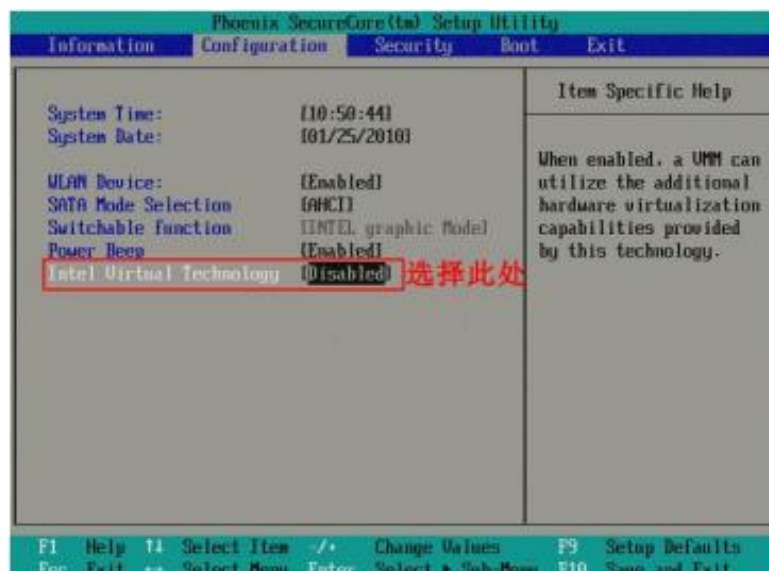 Phoenix SecureCore(tm) Setup Utility
Information Configuration Security Boot Exit
Item Specific Help
System Time: [10:50:44]
System Date: [01/25/2010]
WLAN Device: [Enabled]
SATA Mode Selection [AHCI]
Switchable function [INTEL graphic Mode]
Power Beep [Enabled]
Intel Virtual Technology [Disabled] 选择此处
When enabled, a VMM can
utilize the additional
hardware virtualization
capabilities provided
by this technology.
F1 Help ↑↓ Select Item -/+ Change Values F9 Setup Defaults
Esc Exit ↔ Select Menu Enter Select ▶ Sub-Menu F10 Save and Exit